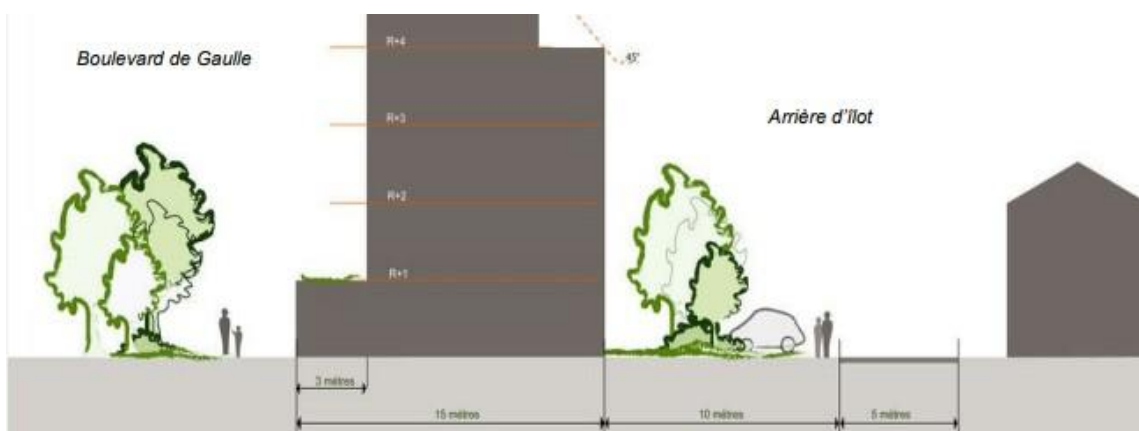 Boulevard de Gaulle
R+4
45°
R+3
Arrière d'îlot
R+2
R+1
3 mètres
15 mètres
10 mètres
5 mètres